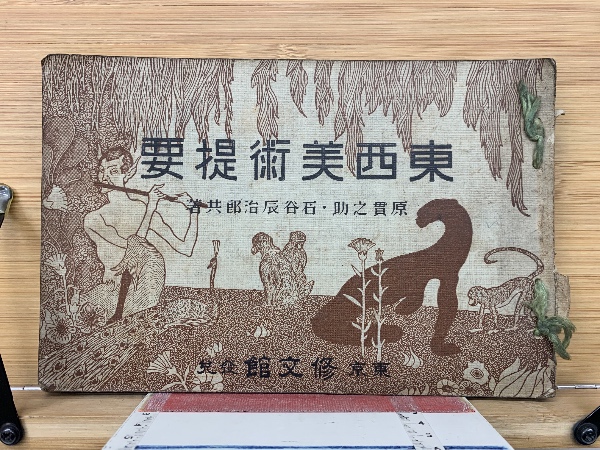 東西美術提要
原貫之助・石谷辰治郎共著
東京 修文館 發兌